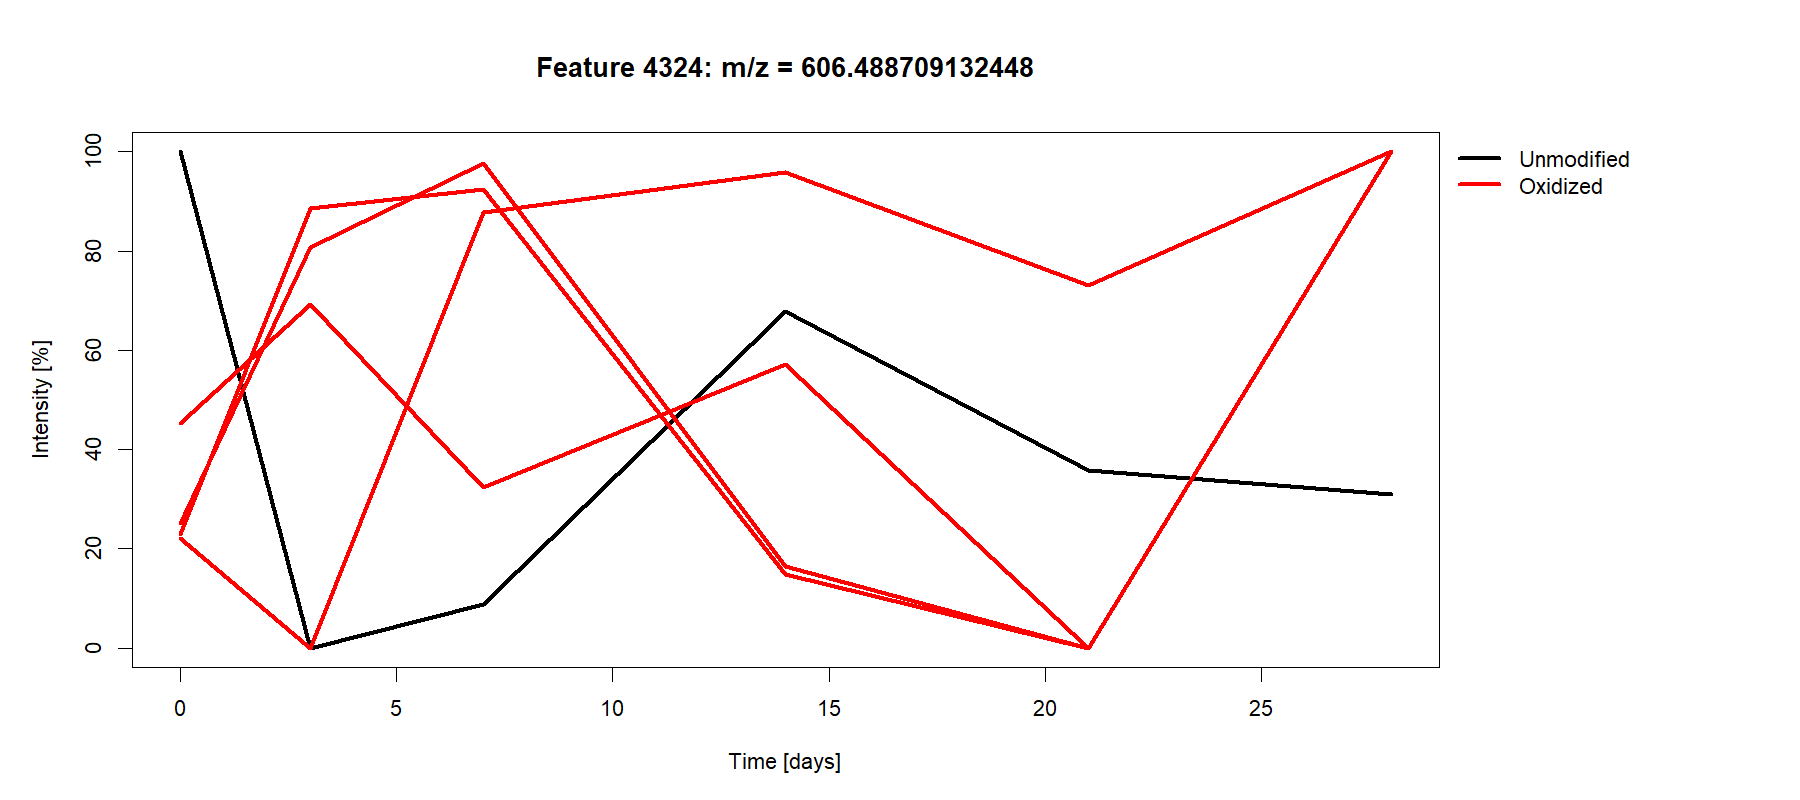 Feature 4324: m/z = 606.488709132448
Unmodified
Oxidized
Intensity [%]
100
80
60
40
20
0
0 5 10 15 20 25
Time [days]